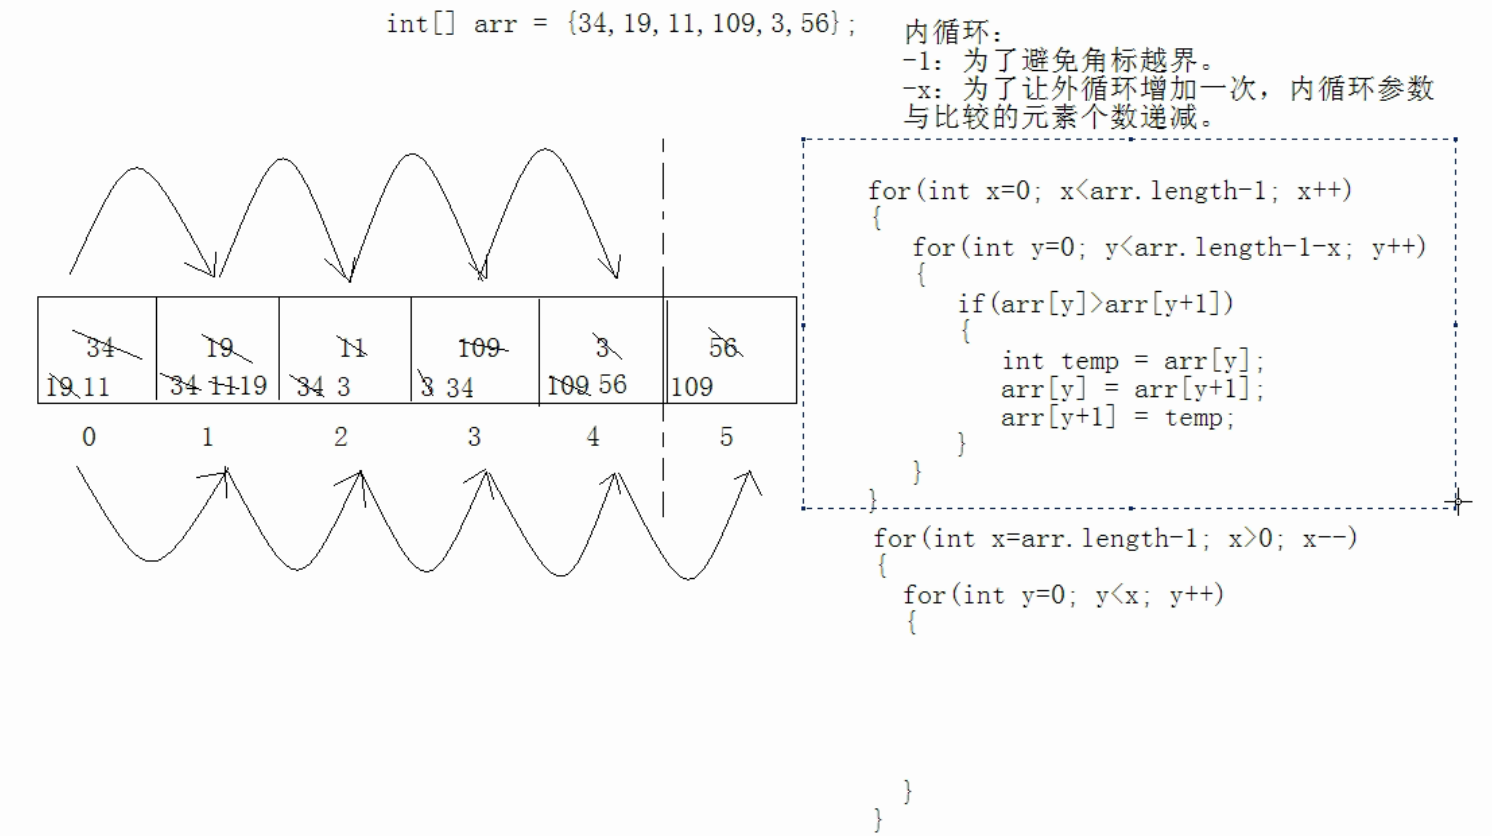 int[] arr = {34,19,11,109,3,56};
内循环：
-1：为了避免角标越界。
-x：为了让外循环增加一次，内循环参数
与比较的元素个数递减。
34 19 11 109 3 56
19 11 34 11 19 34 3 3 34 109 56 109
0 1 2 3 4 5
for(int x=0; x<arr.length-1; x++)
{
for(int y=0; y<arr.length-1-x; y++)
{
if(arr[y]>arr[y+1])
{
int temp = arr[y];
arr[y] = arr[y+1];
arr[y+1] = temp;
}
}
}
for(int x=arr.length-1; x>0; x--)
{
for(int y=0; y<x; y++)
{
}
}